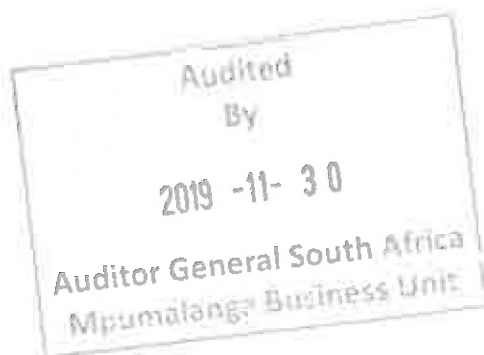 Audited
By
2019 -11- 30
Auditor General South Africa
Mpumalanga Business Unit